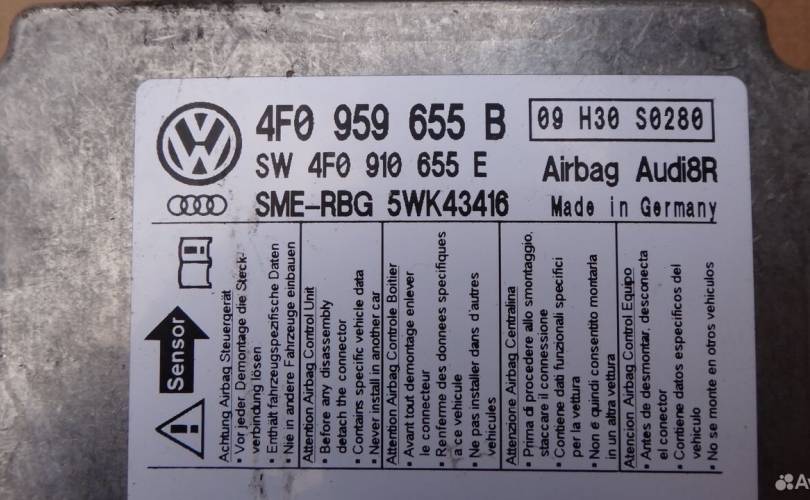 4F0 959 655 B
09 H30 S0280
SW 4F0 910 655 E
Airbag Audi8R
SME-RBG 5WK43416
Made in Germany
Sensor
Achtung Airbag Steuergerät
• Vor jeder Demontage die Steck-
verbindung lösen
• Enthält fahrzeugspezifische Daten
• Nie in andere Fahrzeuge einbauen
Attention Airbag Control Unit
• Before any disassembly
detach the connector
• Contains specific vehicle data
• Never install in another car
Attention Airbag Controle Boitier
• Avant tout demontage enlever
le connecteur
• Renferme des données spécifiques
a ce véhicule
• Ne pas installer dans d'autres
véhicules
Attenzione Airbag Centralina
• Prima di procedere allo smontaggio,
staccare il connessione
• Contiene dati funzionali specifici
per la vettura
• Non é quindi consentito montarla
in un altra vettura
Atencion Airbag Control Equipo
• Antes de desmontar, desconecta
el conector
• Contiene datos especificos del
vehículo
• No se monte en otros vehiculos